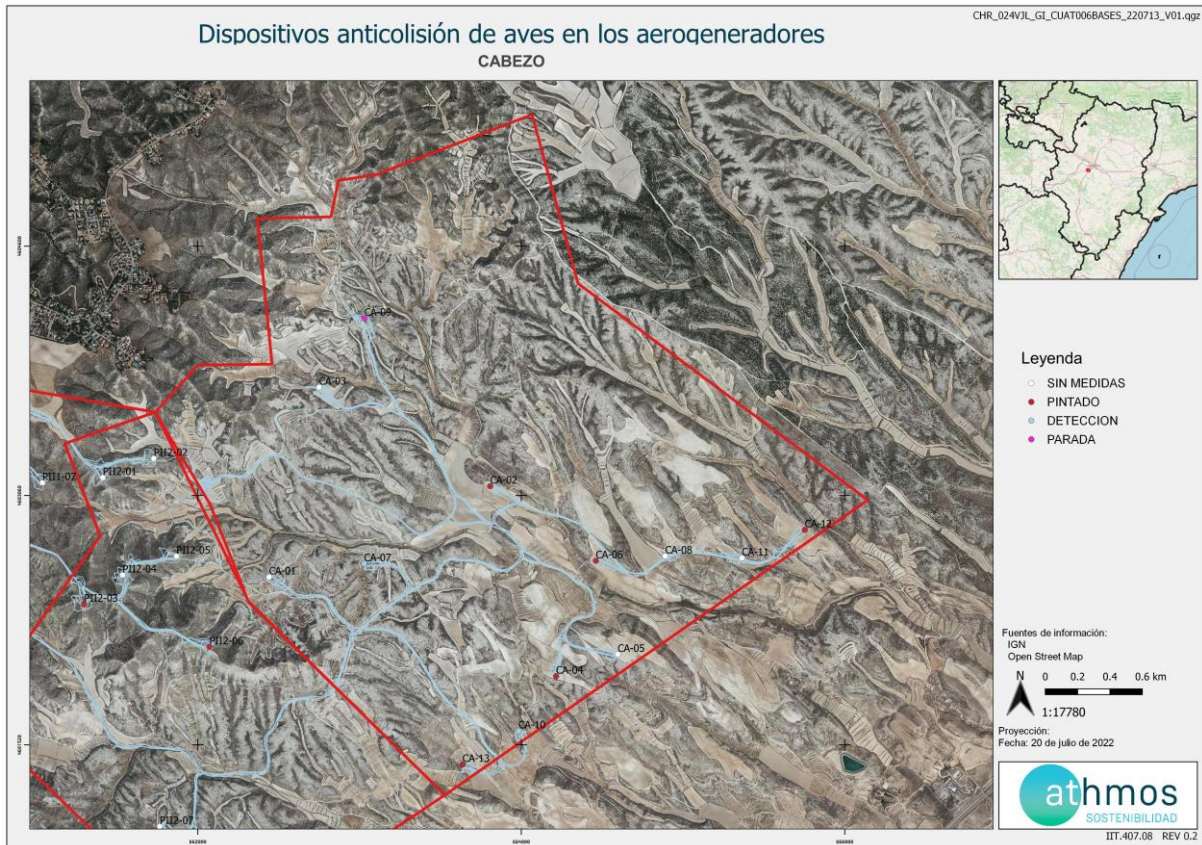 CHR_024VJL_GI_CUAT006BASES_220713_V01.qgz
Dispositivos anticolisión de aves en los aerogeneradores
CABEZO
CA-09
CA-03
PII2-02
PII2-01
PII1-07
CA-02
CA-12
CA-06
CA-08
CA-11
PII2-05
PII2-04
CA-07
CA-01
PII2-03
PII2-06
CA-05
CA-04
CA-10
CA-13
PII2-07
Leyenda
SIN MEDIDAS
PINTADO
DETECCION
PARADA
Fuentes de información:
IGN
Open Street Map
N
0 0.2 0.4 0.6 km
1:17780
Proyección:
Fecha: 20 de julio de 2022
athmos
SOSTENIBILIDAD
IIT.407.08 REV 0.2